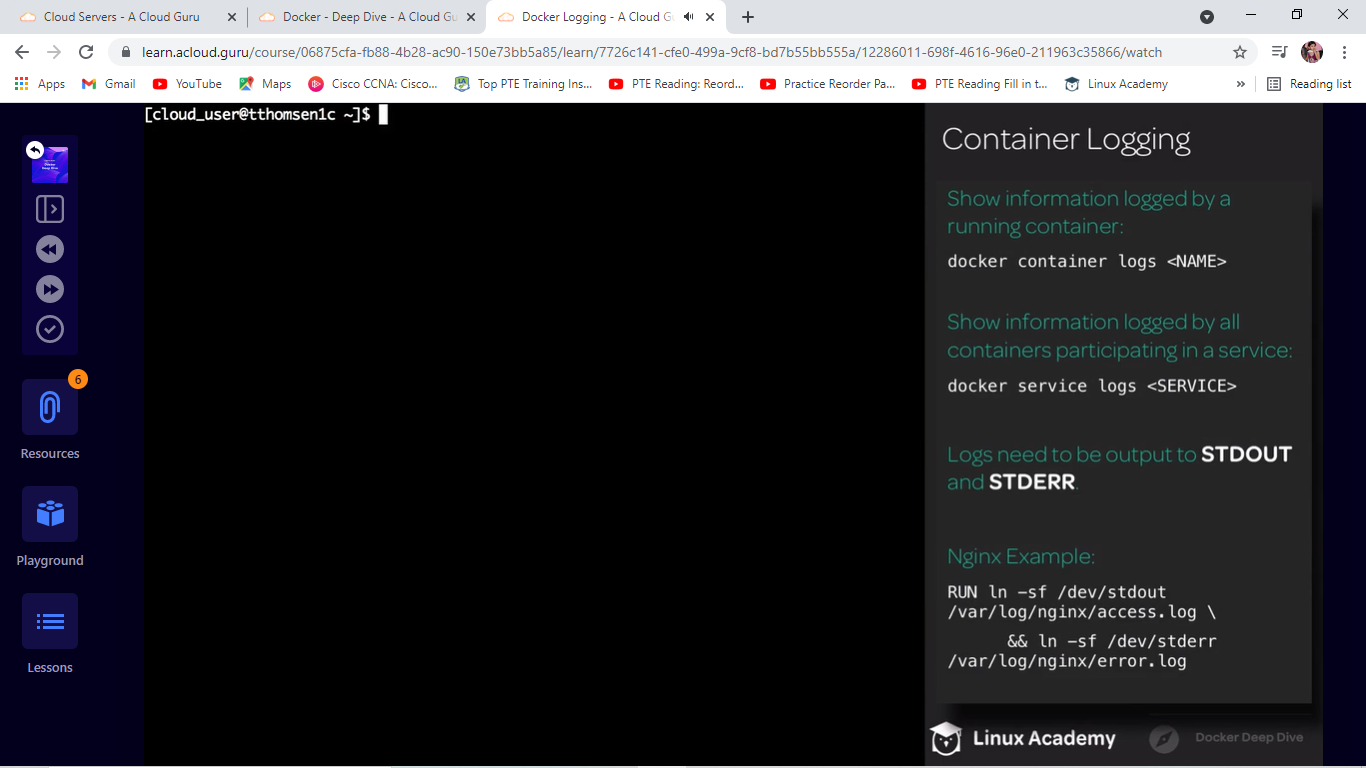 Cloud Servers - A Cloud Guru
Docker - Deep Dive - A Cloud Gu
Docker Logging - A Cloud G
learn.acloud.guru/course/06875cfa-fb88-4b28-ac90-150e73bb5a85/learn/7726c141-cfe0-499a-9cf8-bd7b55bb555a/12286011-698f-4616-96e0-211963c35866/watch
Apps
Gmail
YouTube
Maps
Cisco CCNA: Cisco...
Top PTE Training Ins...
PTE Reading: Reord...
Practice Reorder Pa...
PTE Reading Fill in t...
Linux Academy
»
Reading list
[cloud_user@tthomsen1c ~]$
6
Resources
Playground
Lessons
Container Logging
Show information logged by a
running container:
docker container logs <NAME>
Show information logged by all
containers participating in a service:
docker service logs <SERVICE>
Logs need to be output to STDOUT
and STDERR.
Nginx Example:
RUN ln -sf /dev/stdout
/var/log/nginx/access.log \
&& ln -sf /dev/stderr
/var/log/nginx/error.log
Linux Academy
Docker Deep Dive